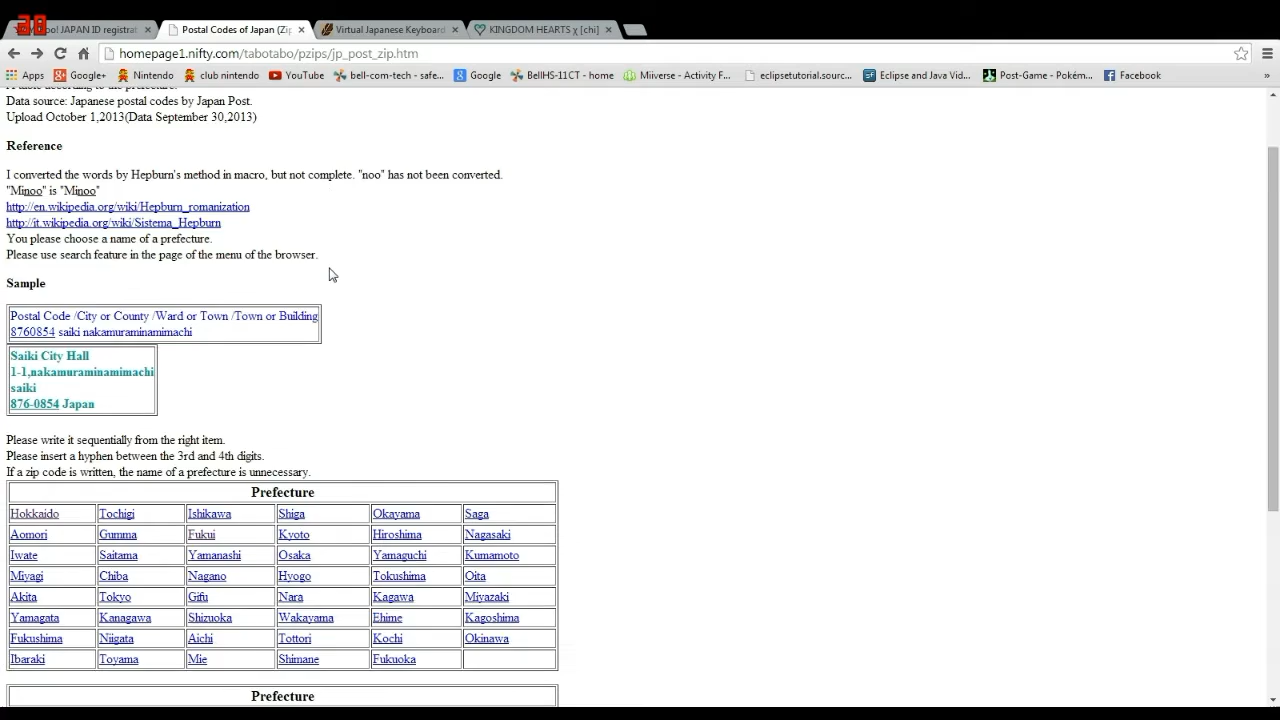 28
ool JAPAN ID registrat
Postal Codes of Japan (Zip
Virtual Japanese Keyboard
KINGDOM HEARTS χ [chi]
homepage1.nifty.com/tabotabo/pzips/jp_post_zip.htm
Apps Google+ Nintendo club nintendo YouTube bell-com-tech - safe... Google BellHS-11CT - home Miiverse - Activity F... eclipsetutorial.sourc... Eclipse and Java Vid... Post-Game - Pokém... Facebook »
A table according to the prefecture.
Data source: Japanese postal codes by Japan Post.
Upload October 1,2013(Data September 30,2013)
Reference
I converted the words by Hepburn's method in macro, but not complete. "noo" has not been converted.
"Minoo" is "Minoo"
http://en.wikipedia.org/wiki/Hepburn_romanization
http://it.wikipedia.org/wiki/Sistema_Hepburn
You please choose a name of a prefecture.
Please use search feature in the page of the menu of the browser.
Sample
Postal Code /City or County /Ward or Town /Town or Building
8760854 saiki nakamuraminamimachi
Saiki City Hall
1-1,nakamuraminamimachi
saiki
876-0854 Japan
Please write it sequentially from the right item.
Please insert a hyphen between the 3rd and 4th digits.
If a zip code is written, the name of a prefecture is unnecessary.
Prefecture
Hokkaido Tochigi Ishikawa Shiga Okayama Saga
Aomori Gumma Fukui Kyoto Hiroshima Nagasaki
Iwate Saitama Yamanashi Osaka Yamaguchi Kumamoto
Miyagi Chiba Nagano Hyogo Tokushima Oita
Akita Tokyo Gifu Nara Kagawa Miyazaki
Yamagata Kanagawa Shizuoka Wakayama Ehime Kagoshima
Fukushima Niigata Aichi Tottori Kochi Okinawa
Ibaraki Toyama Mie Shimane Fukuoka
Prefecture